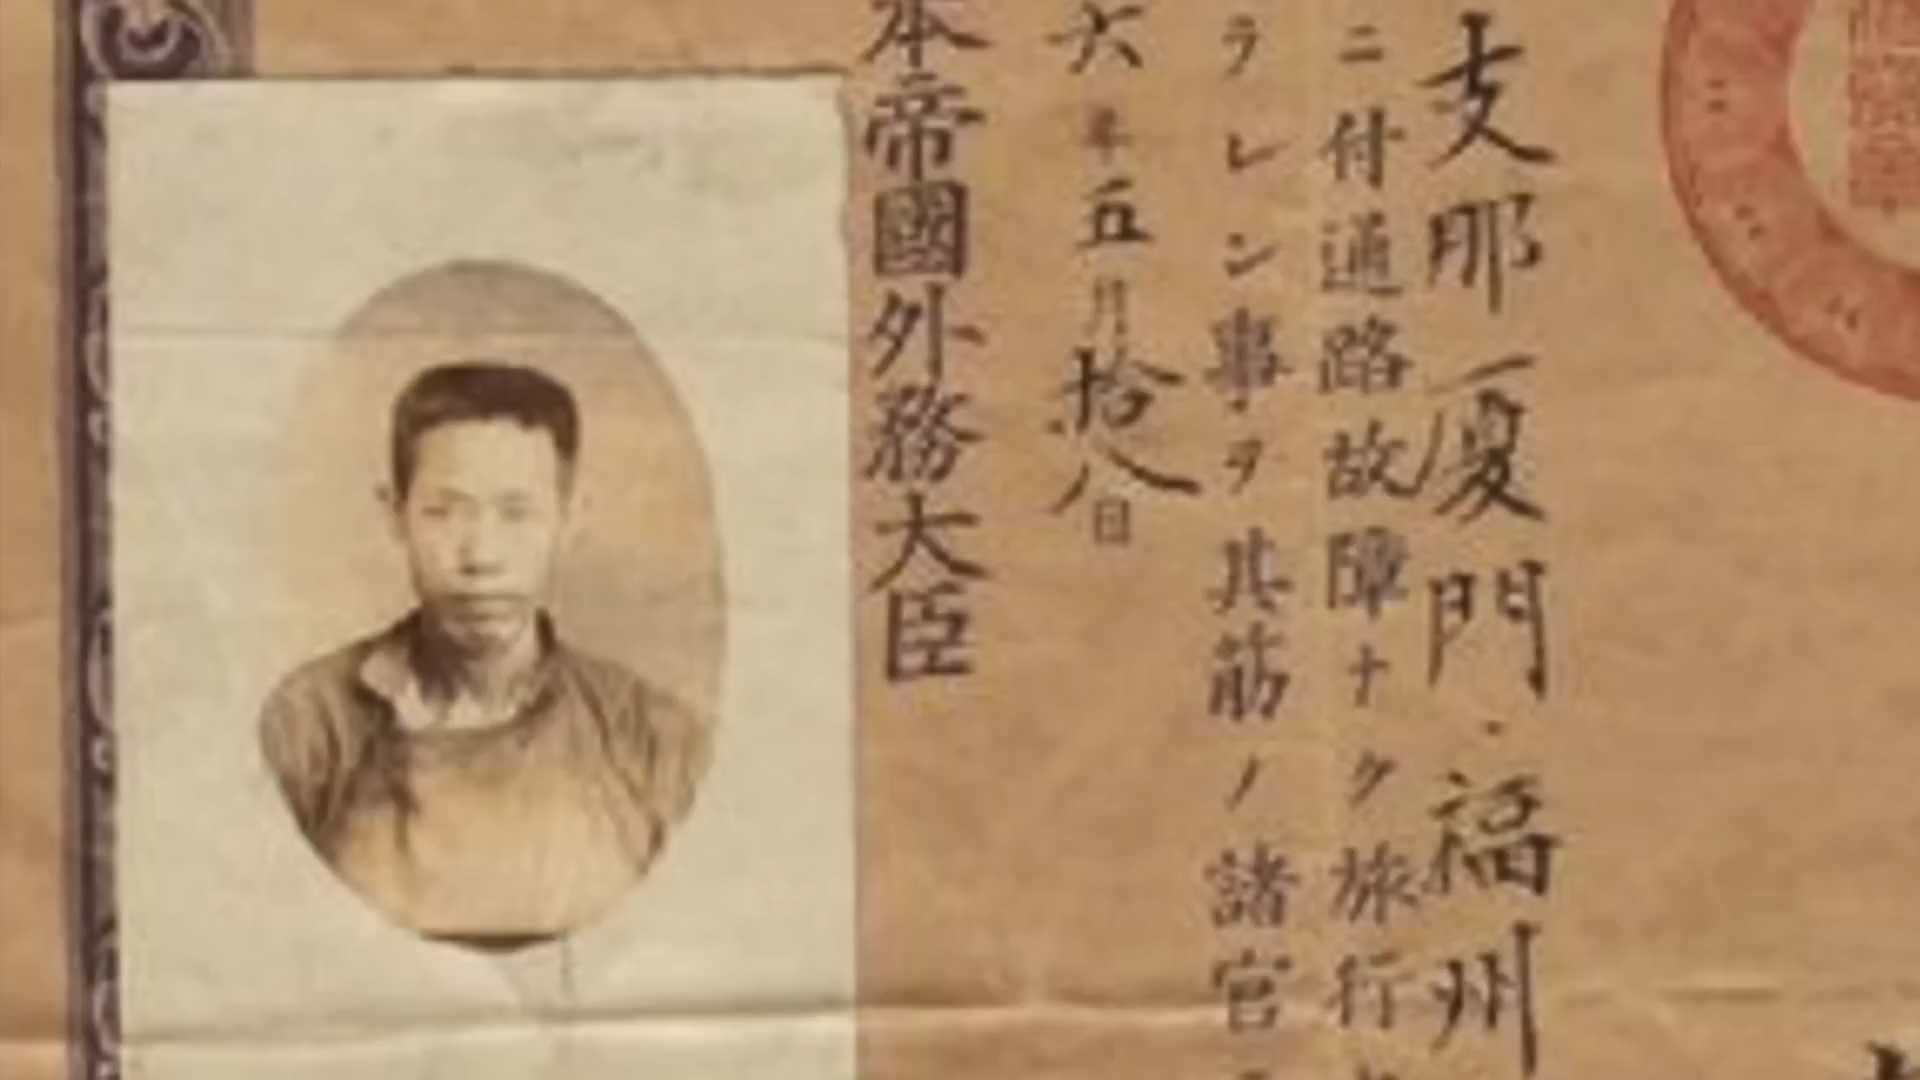 支那厦門・福州
ニ付通路故障ナク旅行
ラレン事ヲ其筋ノ諸官
六年五月拾八日
本帝國外務大臣